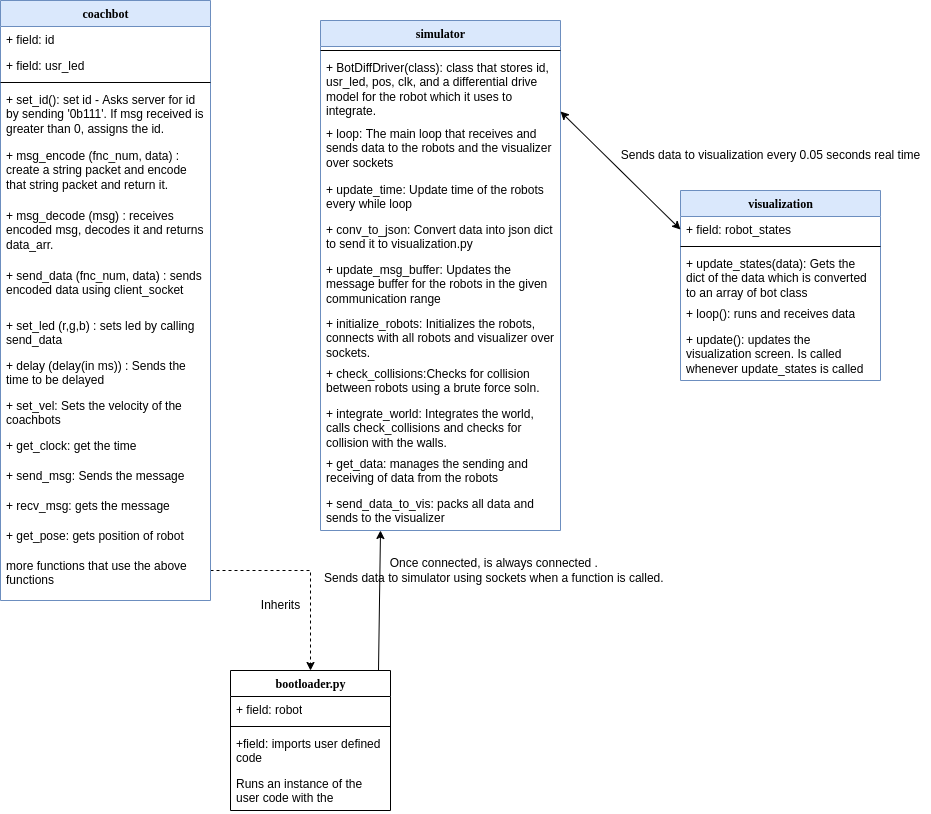 coachbot
+ field: id
+ field: usr_led
+ set_id(): set id - Asks server for id
by sending '0b111'. If msg received is
greater than 0, assigns the id.
+ msg_encode (fnc_num, data) :
create a string packet and encode
that string packet and return it.
+ msg_decode (msg) : receives
encoded msg, decodes it and returns
data_arr.
+ send_data (fnc_num, data) : sends
encoded data using client_socket
+ set_led (r,g,b) : sets led by calling
send_data
+ delay (delay(in ms)) : Sends the
time to be delayed
+ set_vel: Sets the velocity of the
coachbots
+ get_clock: get the time
+ send_msg: Sends the message
+ recv_msg: gets the message
+ get_pose: gets position of robot
more functions that use the above
functions
simulator
+ BotDiffDriver(class): class that stores id,
usr_led, pos, clk, and a differential drive
model for the robot which it uses to
integrate.
+ loop: The main loop that receives and
sends data to the robots and the visualizer
over sockets
+ update_time: Update time of the robots
every while loop
+ conv_to_json: Convert data into json dict
to send it to visualization.py
+ update_msg_buffer: Updates the
message buffer for the robots in the given
communication range
+ initialize_robots: Initializes the robots,
connects with all robots and visualizer over
sockets.
+ check_collisions:Checks for collision
between robots using a brute force soln.
+ integrate_world: Integrates the world,
calls check_collisions and checks for
collision with the walls.
+ get_data: manages the sending and
receiving of data from the robots
+ send_data_to_vis: packs all data and
sends to the visualizer
Sends data to visualization every 0.05 seconds real time
visualization
+ field: robot_states
+ update_states(data): Gets the
dict of the data which is converted
to an array of bot class
+ loop(): runs and receives data
+ update(): updates the
visualization screen. Is called
whenever update_states is called
Once connected, is always connected .
Sends data to simulator using sockets when a function is called.
Inherits
bootloader.py
+ field: robot
+field: imports user defined
code
Runs an instance of the
user code with the